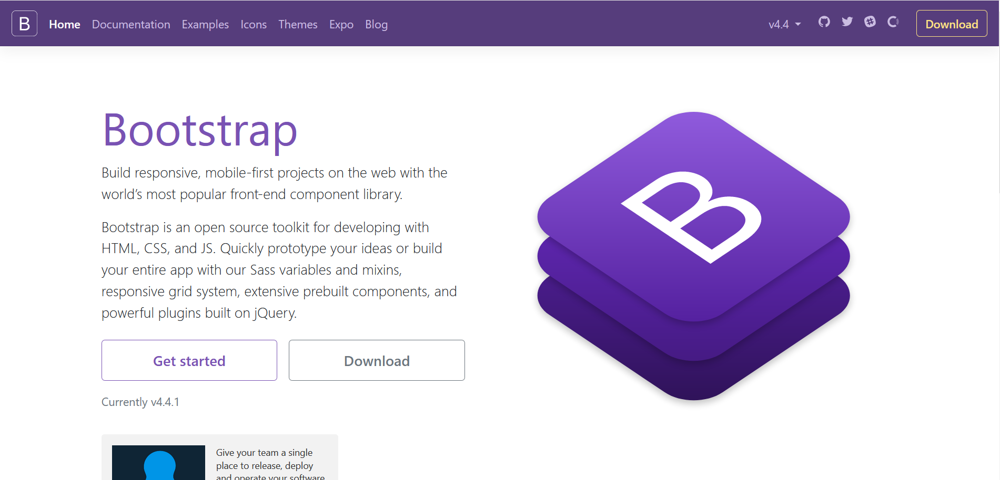 B Home Documentation Examples Icons Themes Expo Blog v4.4 Download
Bootstrap
Build responsive, mobile-first projects on the web with the
world’s most popular front-end component library.
Bootstrap is an open source toolkit for developing with
HTML, CSS, and JS. Quickly prototype your ideas or build
your entire app with our Sass variables and mixins,
responsive grid system, extensive prebuilt components, and
powerful plugins built on jQuery.
B
Get started Download
Currently v4.4.1
Give your team a single
place to release, deploy
and operate your software